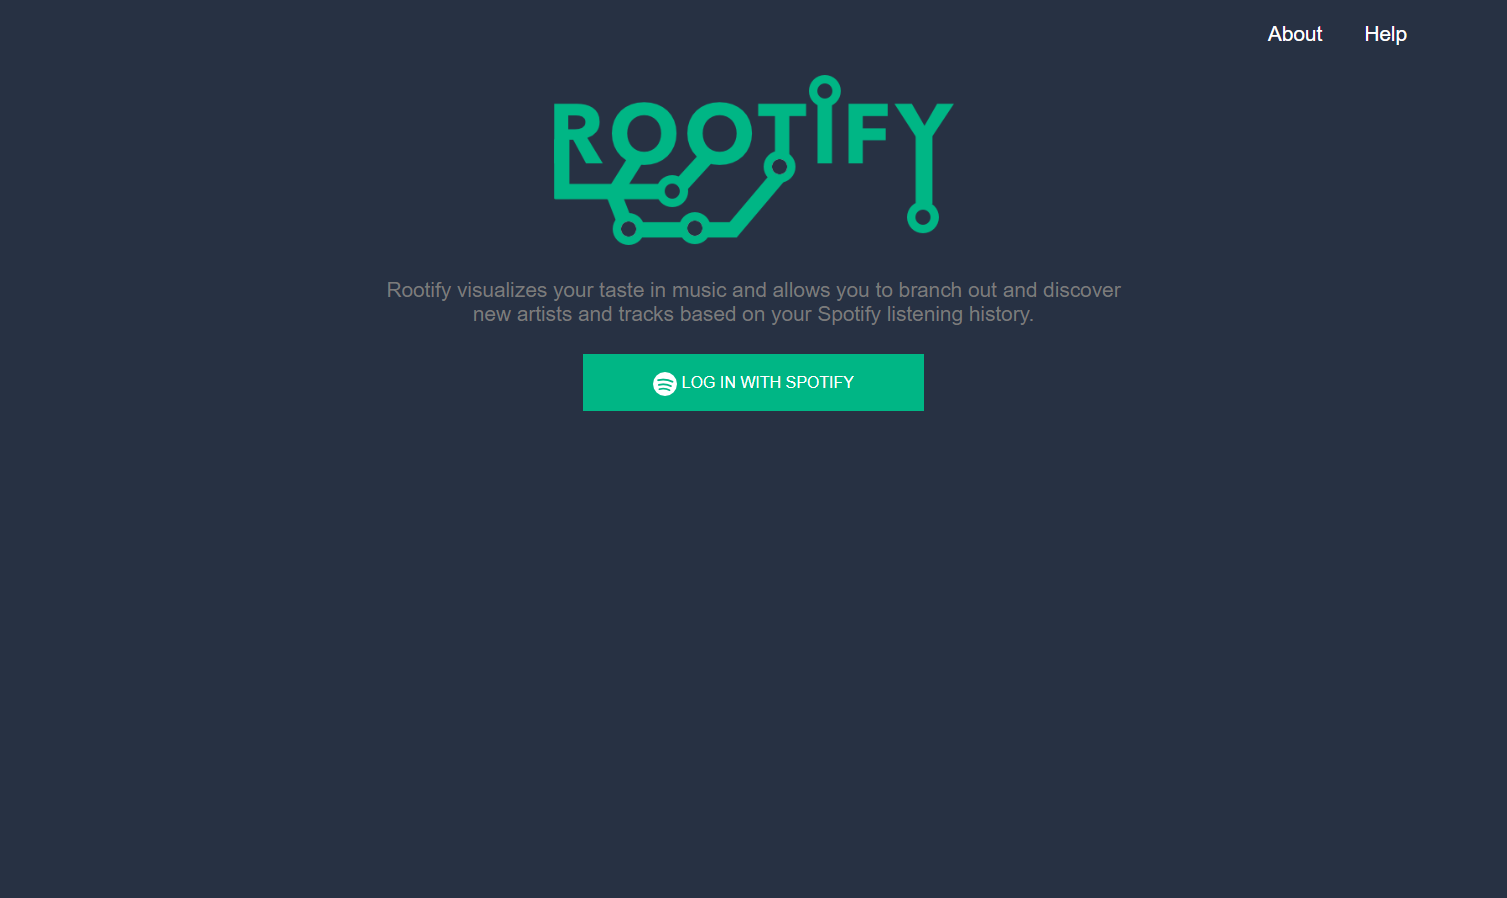 About Help
ROOTIFY
Rootify visualizes your taste in music and allows you to branch out and discover
new artists and tracks based on your Spotify listening history.
LOG IN WITH SPOTIFY